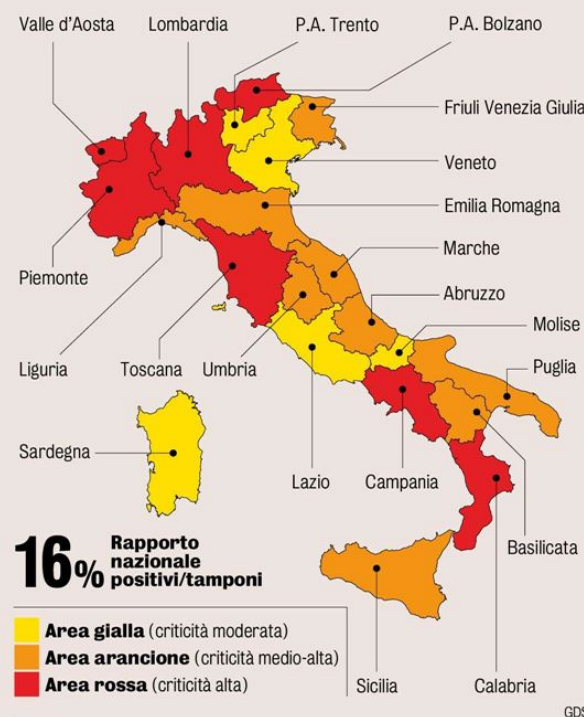 Valle d'Aosta
Lombardia
P.A. Trento
P.A. Bolzano
Friuli Venezia Giulia
Veneto
Emilia Romagna
Marche
Abruzzo
Molise
Puglia
Piemonte
Liguria
Toscana
Umbria
Sardegna
Lazio
Campania
Basilicata
16%
Rapporto
nazionale
positivi/tamponi
Area gialla (criticità moderata)
Area arancione (criticità medio-alta)
Area rossa (criticità alta)
Sicilia
Calabria
GDS